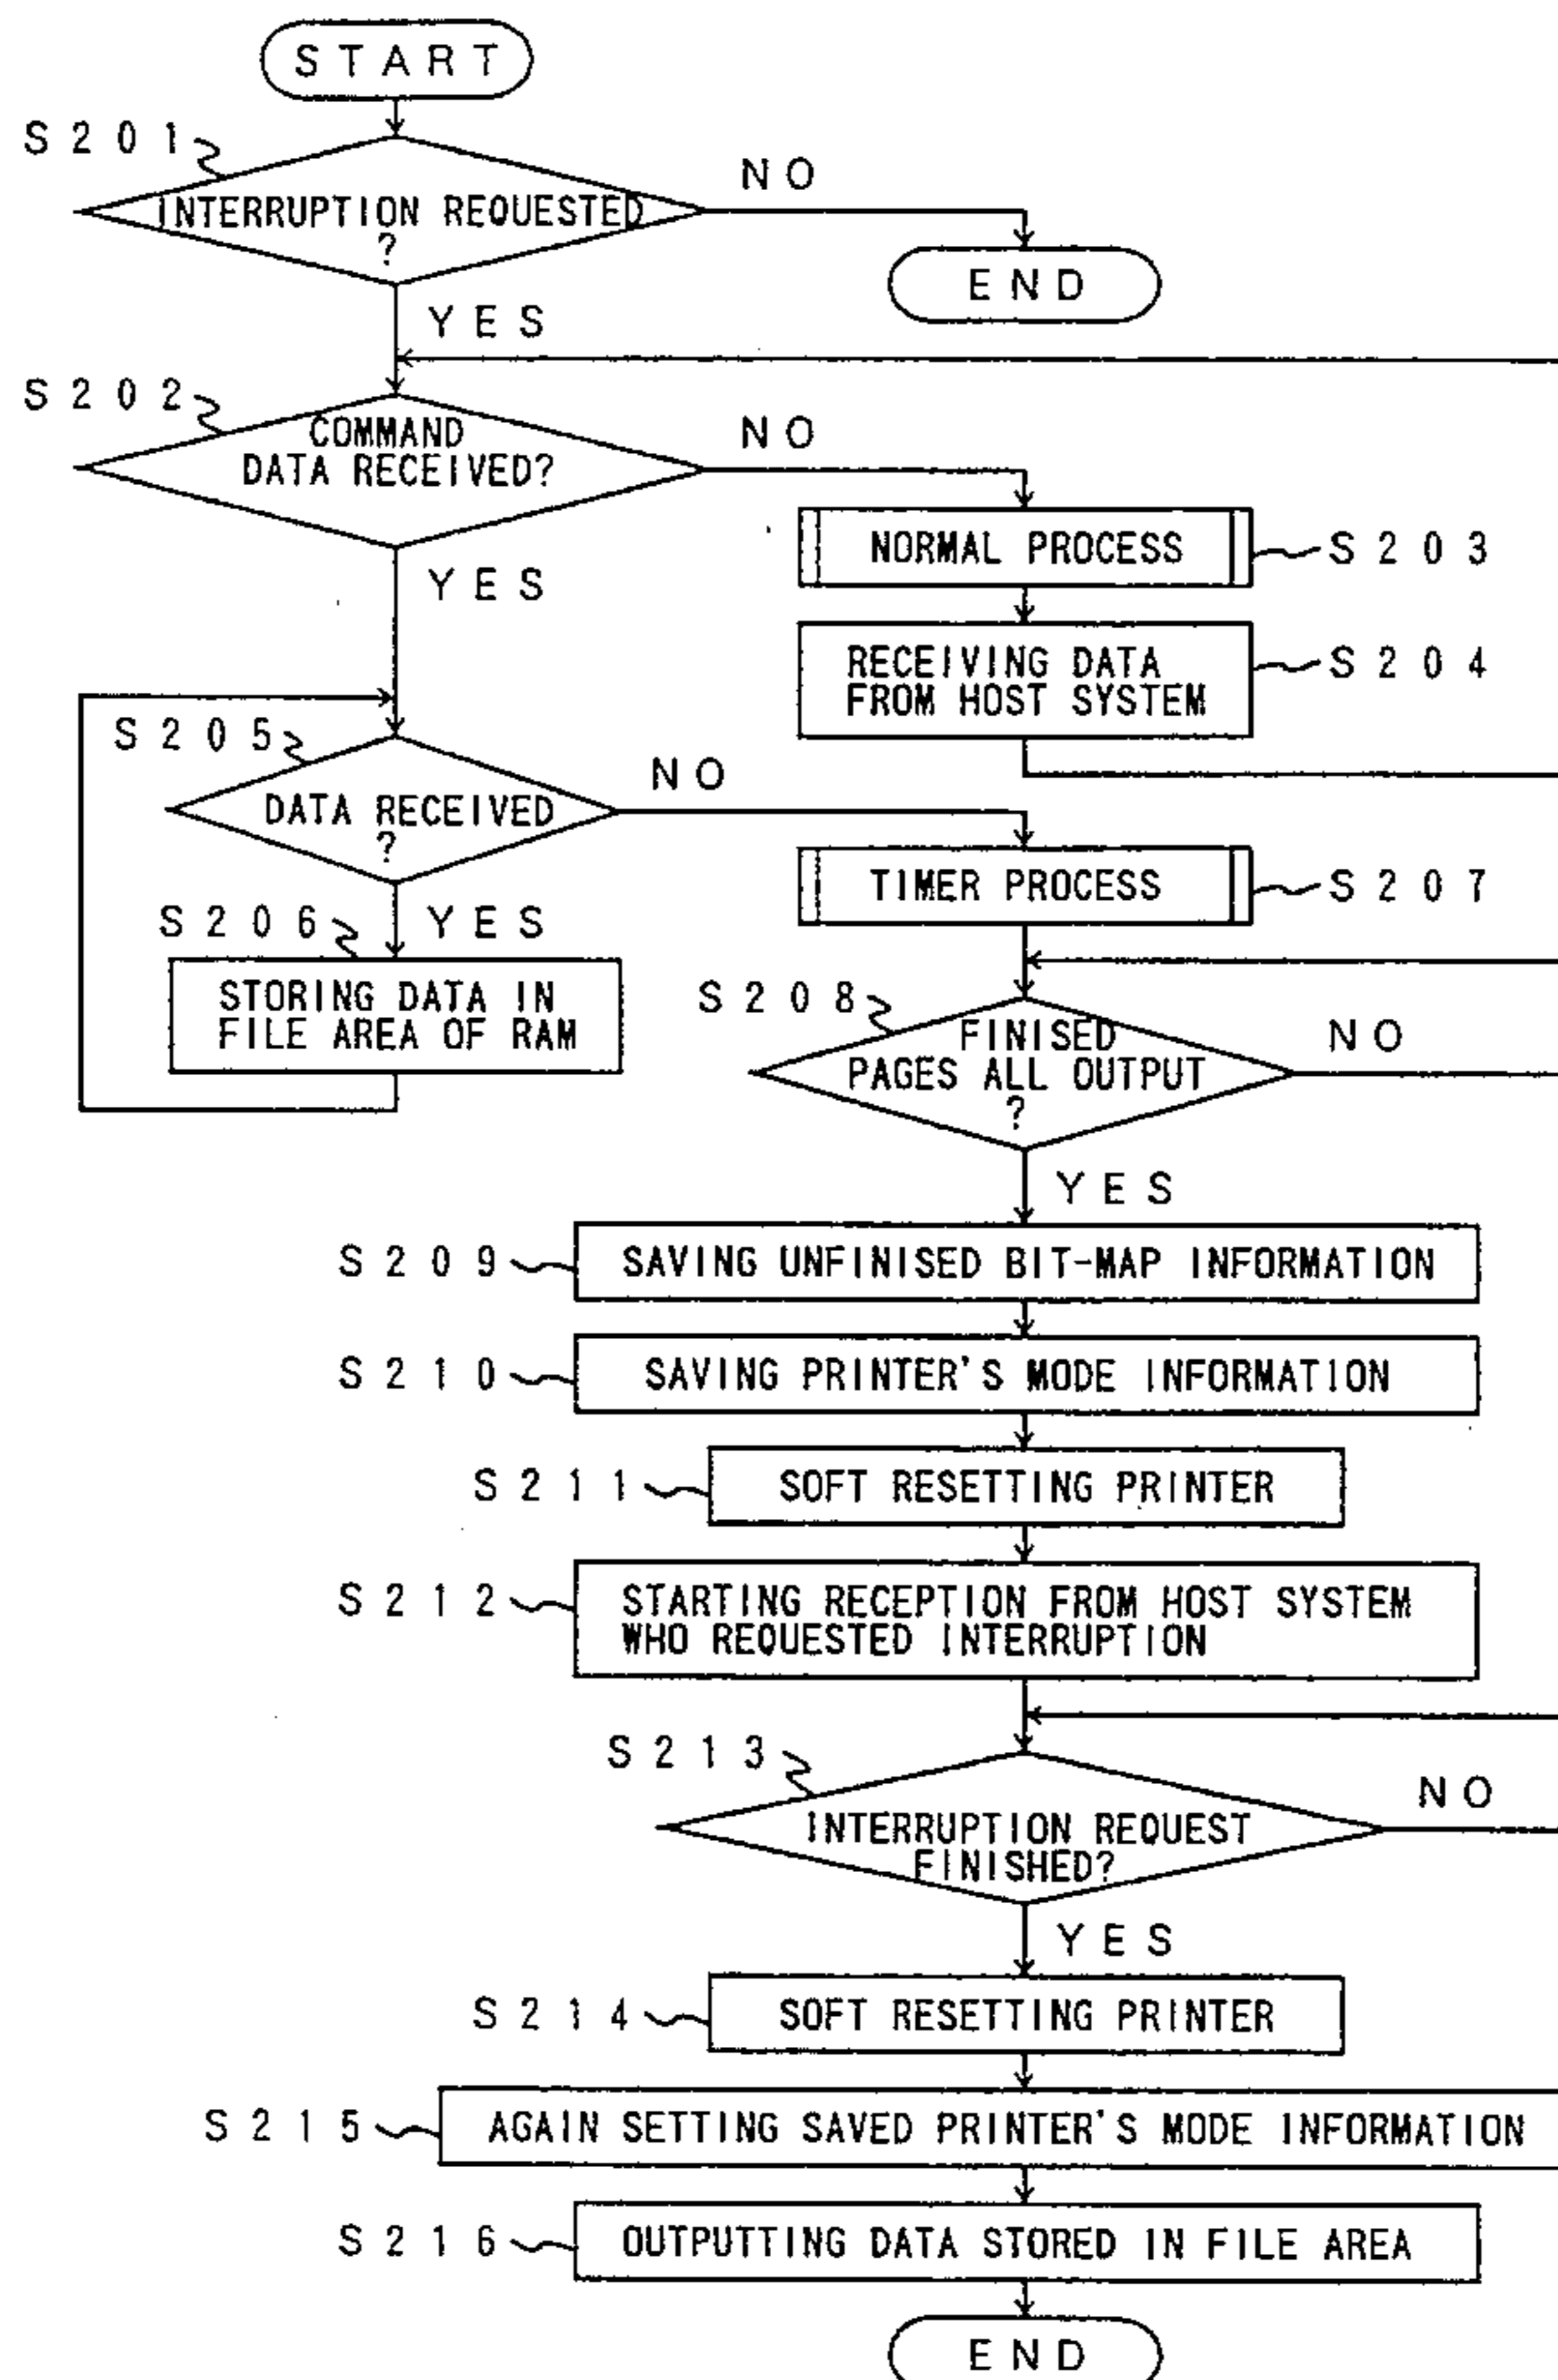 START
S201
NO
INTERRUPTION REQUESTED
?
END
YES
S202
COMMAND
DATA RECEIVED?
NO
NORMAL PROCESS
S203
YES
RECEIVING DATA
FROM HOST SYSTEM
S204
S205
DATA RECEIVED
?
NO
TIMER PROCESS
S207
S206
YES
STORING DATA IN
FILE AREA OF RAM
S208
FINISED
PAGES ALL OUTPUT
?
NO
YES
S209
SAVING UNFINISED BIT-MAP INFORMATION
S210
SAVING PRINTER'S MODE INFORMATION
S211
SOFT RESETTING PRINTER
S212
STARTING RECEPTION FROM HOST SYSTEM
WHO REQUESTED INTERRUPTION
S213
INTERRUPTION REQUEST
FINISHED?
NO
YES
S214
SOFT RESETTING PRINTER
S215
AGAIN SETTING SAVED PRINTER'S MODE INFORMATION
S216
OUTPUTTING DATA STORED IN FILE AREA
END